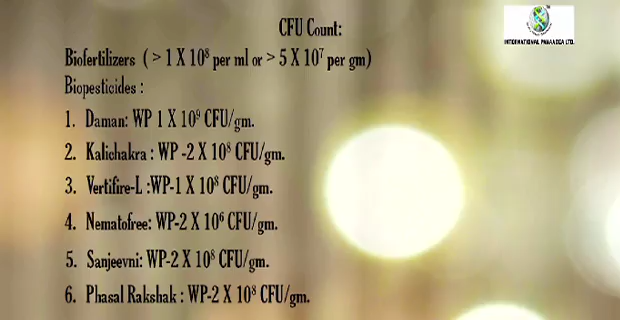 CFU Count:
INTERNATIONAL PANAACEA LTD.
Biofertilizers ( > 1 X 10⁸ per ml or > 5 X 10⁷ per gm)
Biopesticides :
1. Daman: WP 1 X 10⁹ CFU/gm.
2. Kalichakra : WP -2 X 10⁸ CFU/gm.
3. Vertifire-L :WP-1 X 10⁸ CFU/gm.
4. Nematofree: WP-2 X 10⁶ CFU/gm.
5. Sanjeevni: WP-2 X 10⁸ CFU/gm.
6. Phasal Rakshak : WP-2 X 10⁸ CFU/gm.